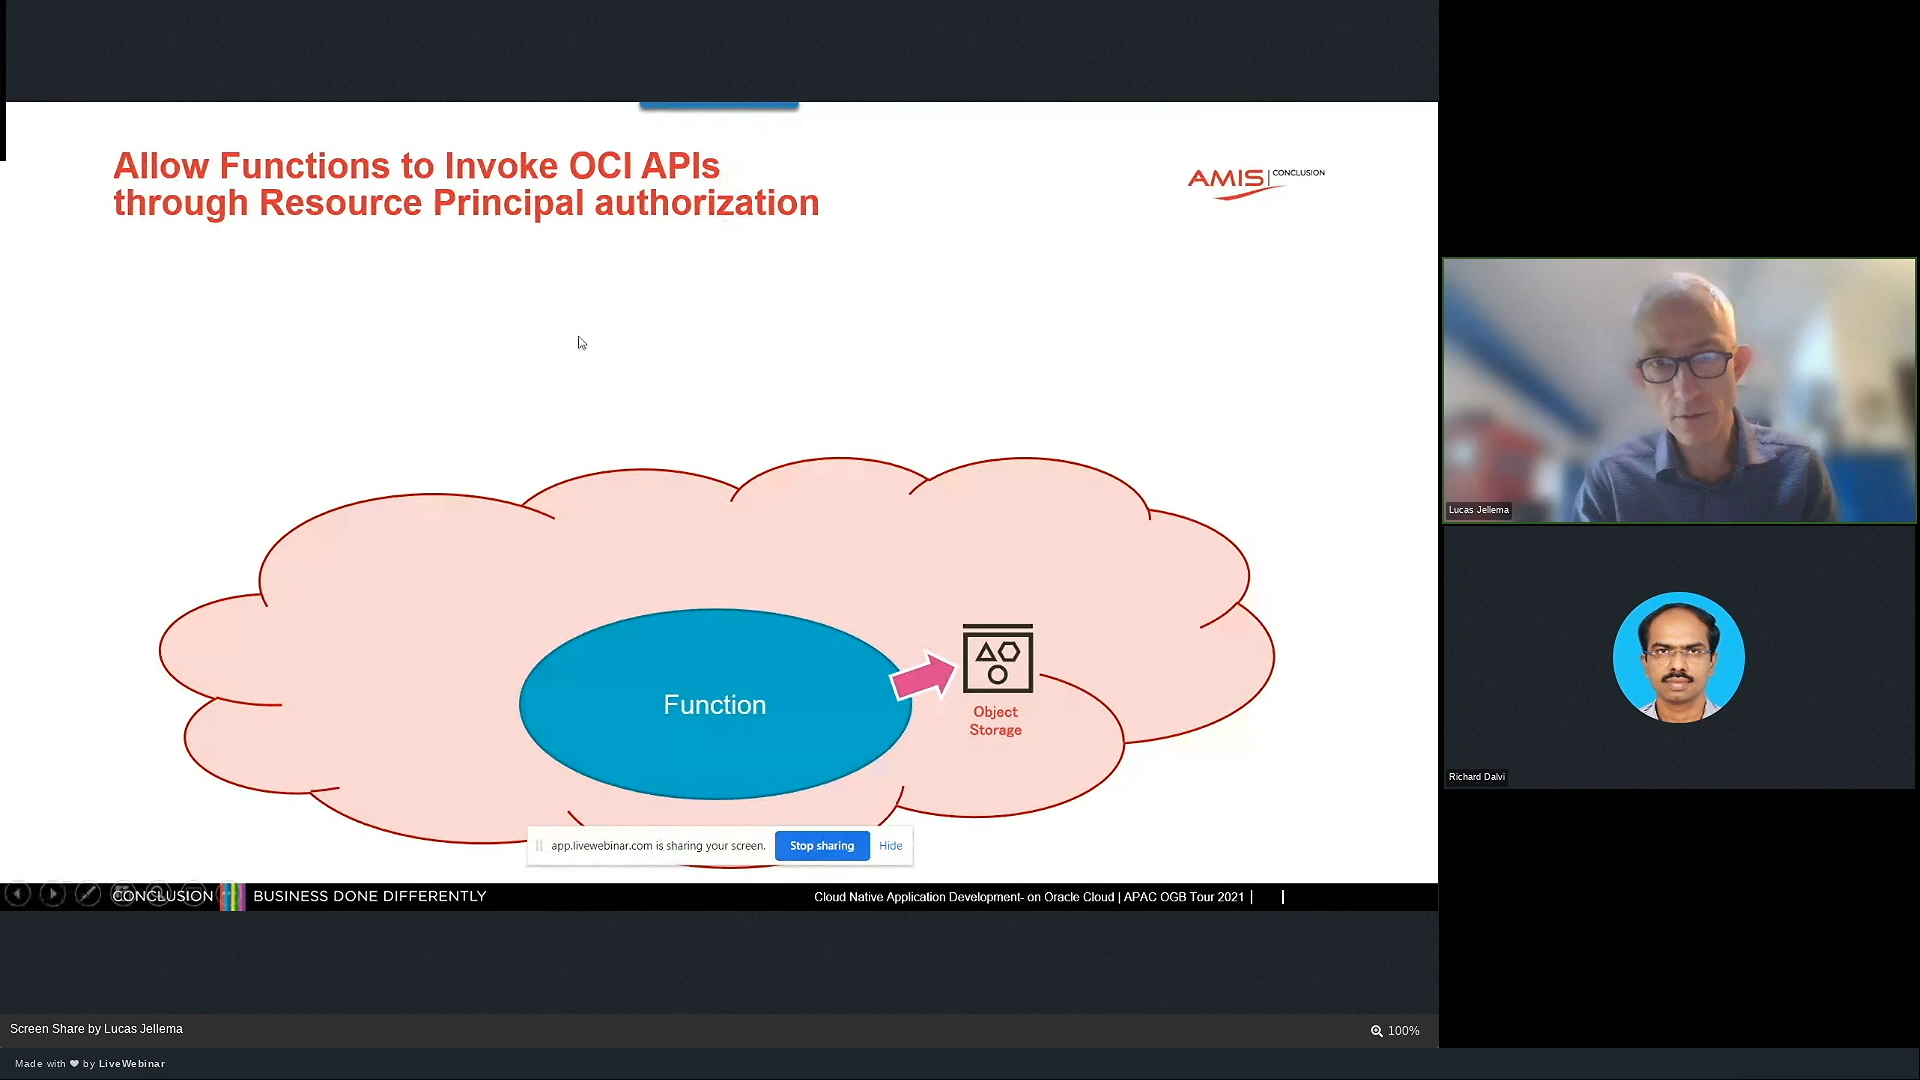 Allow Functions to Invoke OCI APIs
through Resource Principal authorization
AMIS CONCLUSION
Function
Object
Storage
app.livewebinar.com is sharing your screen. Stop sharing Hide
CONCLUSION BUSINESS DONE DIFFERENTLY
Cloud Native Application Development- on Oracle Cloud | APAC OGB Tour 2021 |
Lucas Jellema
Richard Dalvi
Screen Share by Lucas Jellema
100%
Made with ❤ by LiveWebinar